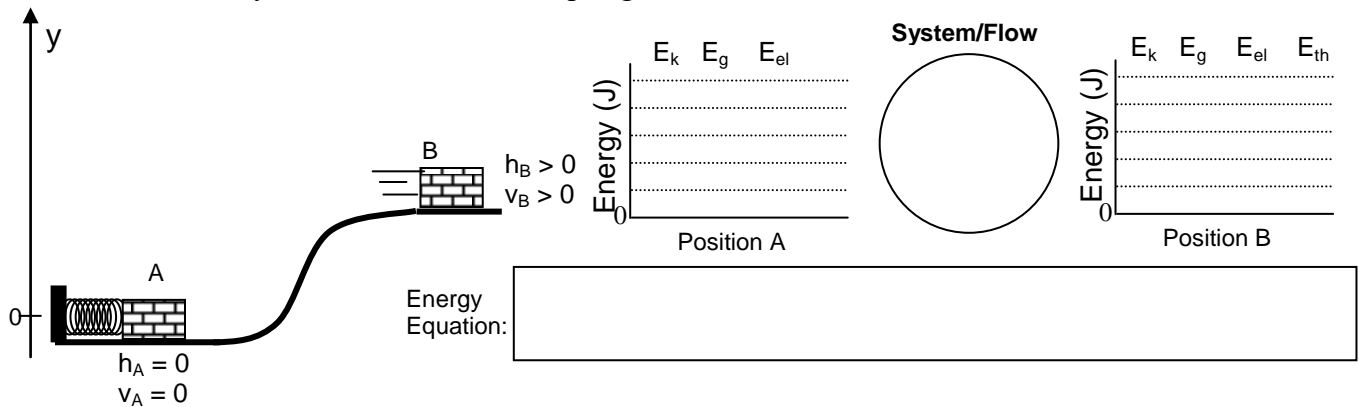 y
A
0
h_A = 0
v_A = 0
B
h_B > 0
v_B > 0
E_k E_g E_el
Energy (J)
0
Position A
System/Flow
E_k E_g E_el E_th
Energy (J)
0
Position B
Energy
Equation: